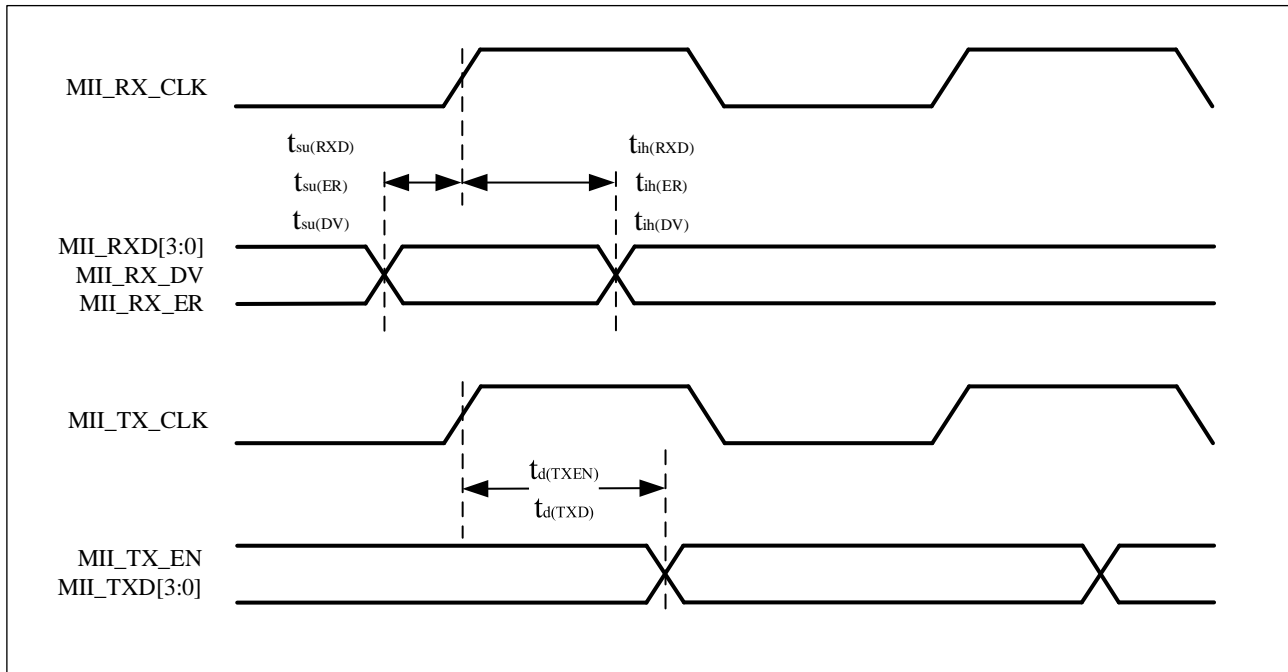 MII_RX_CLK
tsu(RXD)
tih(RXD)
tsu(ER)
tih(ER)
tsu(DV)
tih(DV)
MII_RXD[3:0]
MII_RX_DV
MII_RX_ER
MII_TX_CLK
td(TXEN)
td(TXD)
MII_TX_EN
MII_TXD[3:0]